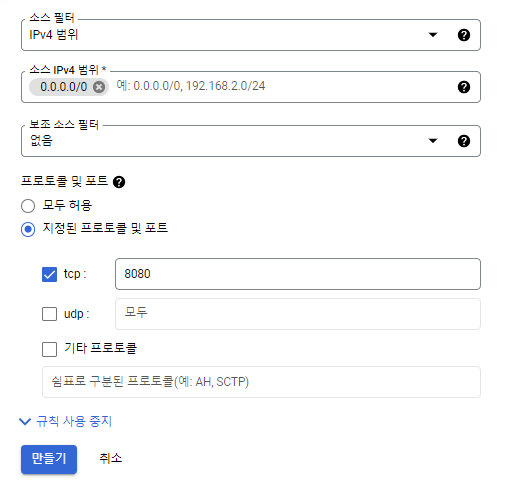 소스 필터
IPv4 범위
소스 IPv4 범위 *
0.0.0.0/0 예: 0.0.0.0/0, 192.168.2.0/24
보조 소스 필터
없음
프로토콜 및 포트
모두 허용
지정된 프로토콜 및 포트
tcp : 8080
udp : 모두
기타 프로토콜
쉼표로 구분된 프로토콜(예: AH, SCTP)
규칙 사용 중지
만들기 취소